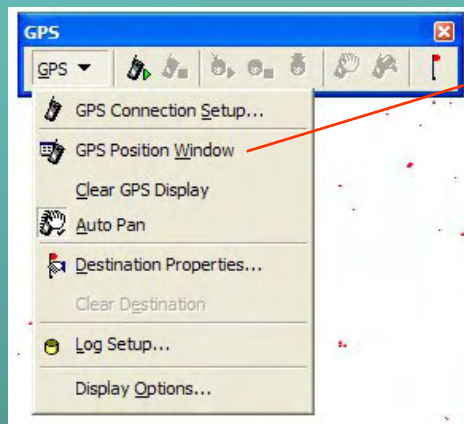 GPS
GPS
GPS Connection Setup...
GPS Position Window
Clear GPS Display
Auto Pan
Destination Properties...
Clear Destination
Log Setup...
Display Options...